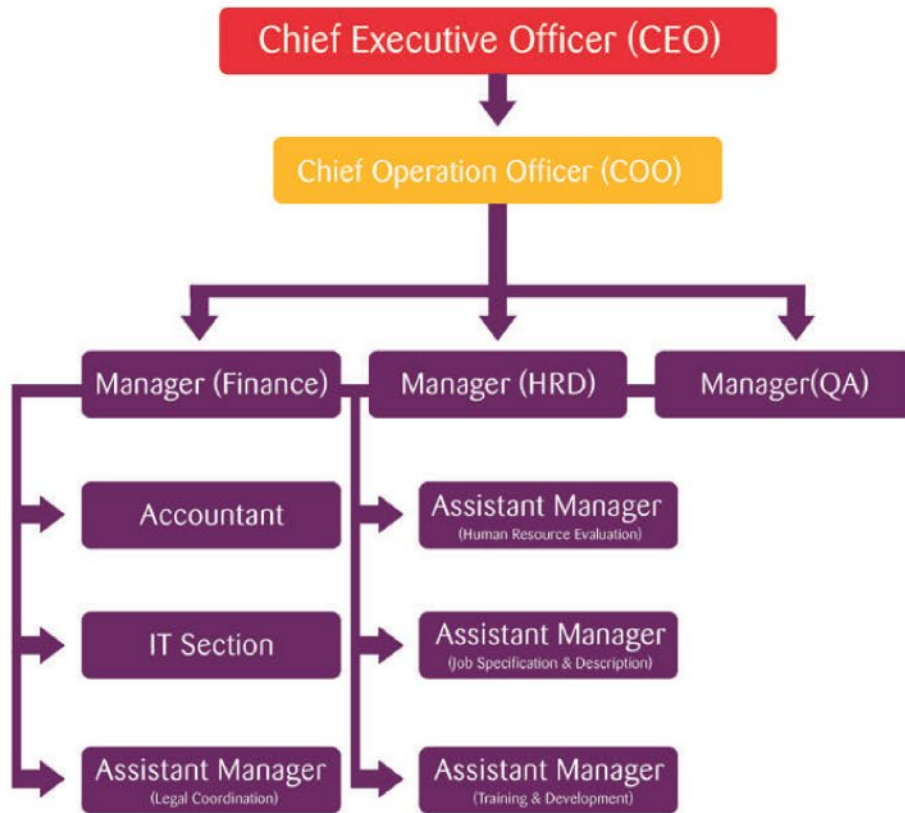 Chief Executive Officer (CEO)
Chief Operation Officer (COO)
Manager (Finance)
Manager (HRD)
Manager(QA)
Accountant
Assistant Manager
(Human Resource Evaluation)
IT Section
Assistant Manager
(Job Specification & Description)
Assistant Manager
(Legal Coordination)
Assistant Manager
(Training & Development)